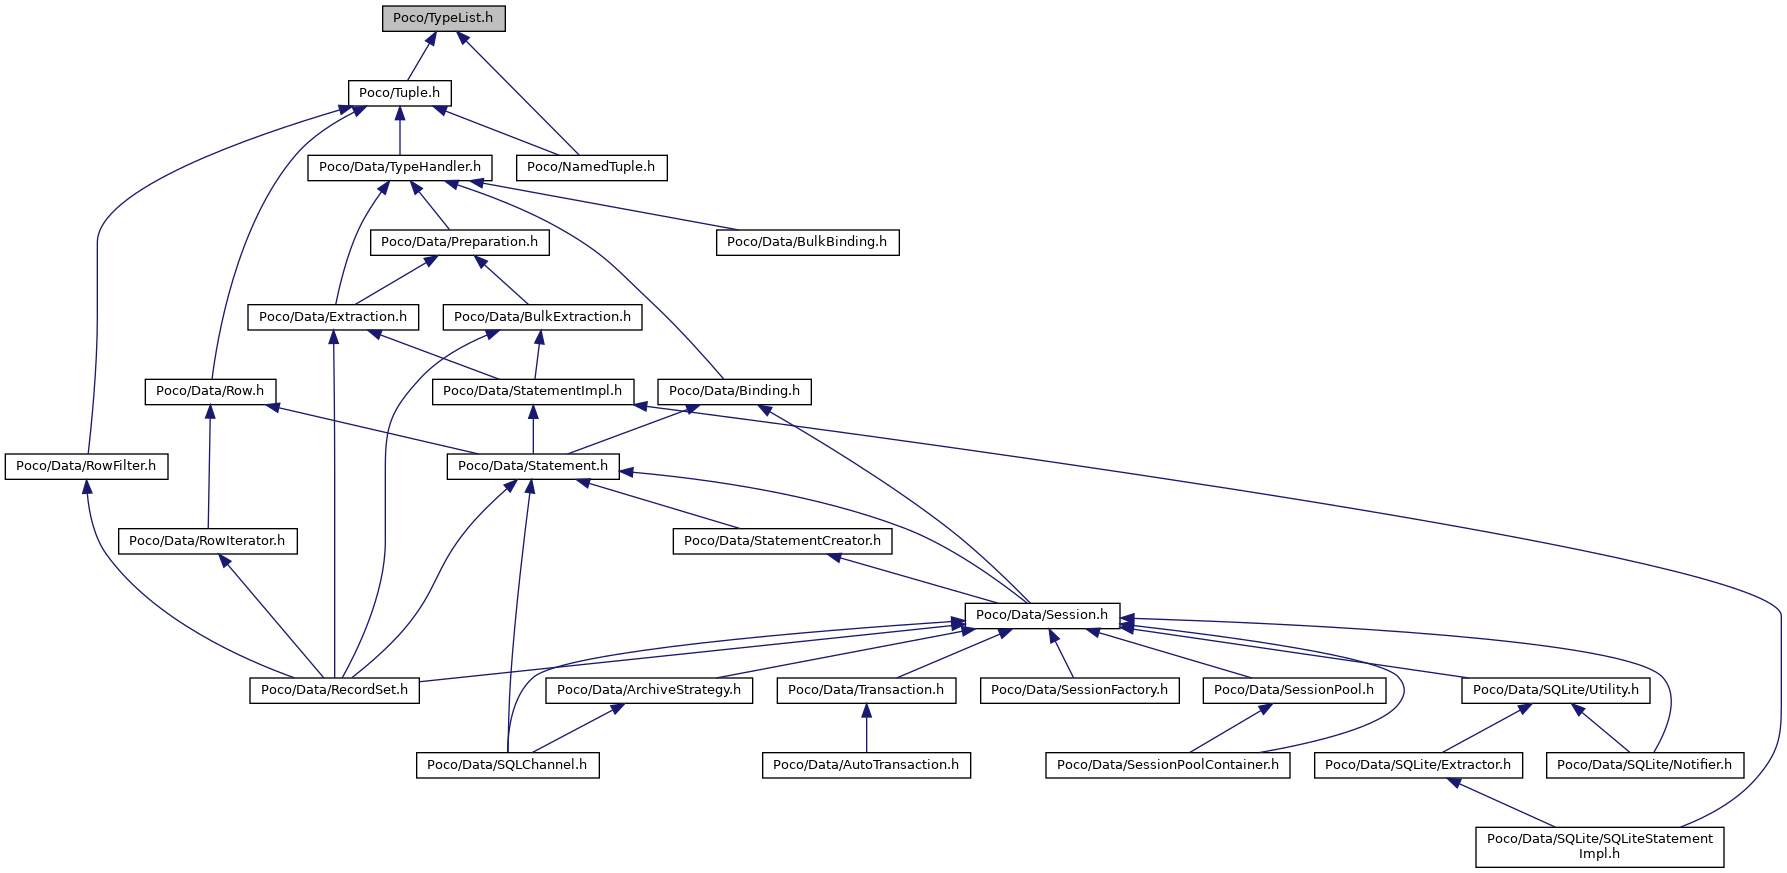 Poco/TypeList.h
Poco/Tuple.h
Poco/Data/TypeHandler.h
Poco/NamedTuple.h
Poco/Data/Preparation.h
Poco/Data/BulkBinding.h
Poco/Data/Extraction.h
Poco/Data/BulkExtraction.h
Poco/Data/Row.h
Poco/Data/StatementImpl.h
Poco/Data/Binding.h
Poco/Data/RowFilter.h
Poco/Data/Statement.h
Poco/Data/RowIterator.h
Poco/Data/StatementCreator.h
Poco/Data/Session.h
Poco/Data/RecordSet.h
Poco/Data/ArchiveStrategy.h
Poco/Data/Transaction.h
Poco/Data/SessionFactory.h
Poco/Data/SessionPool.h
Poco/Data/SQLite/Utility.h
Poco/Data/SQLChannel.h
Poco/Data/AutoTransaction.h
Poco/Data/SessionPoolContainer.h
Poco/Data/SQLite/Extractor.h
Poco/Data/SQLite/Notifier.h
Poco/Data/SQLite/SQLiteStatement
Impl.h